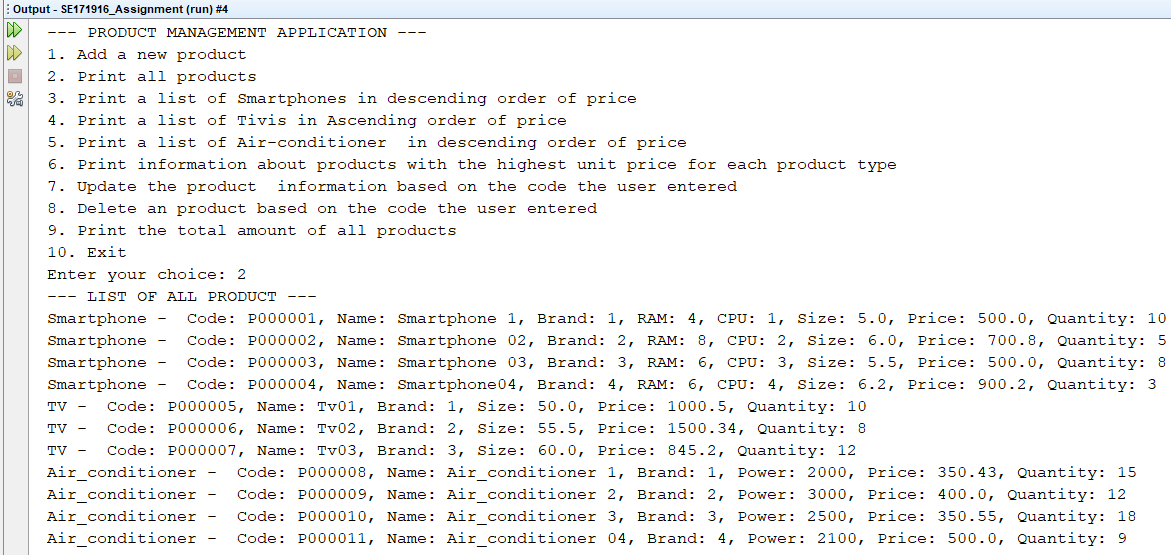 Output - SE171916_Assignment (run) #4
--- PRODUCT MANAGEMENT APPLICATION ---
1. Add a new product
2. Print all products
3. Print a list of Smartphones in descending order of price
4. Print a list of Tivis in Ascending order of price
5. Print a list of Air-conditioner  in descending order of price
6. Print information about products with the highest unit price for each product type
7. Update the product  information based on the code the user entered
8. Delete an product based on the code the user entered
9. Print the total amount of all products
10. Exit
Enter your choice: 2
--- LIST OF ALL PRODUCT ---
Smartphone -  Code: P000001, Name: Smartphone 1, Brand: 1, RAM: 4, CPU: 1, Size: 5.0, Price: 500.0, Quantity: 10
Smartphone -  Code: P000002, Name: Smartphone 02, Brand: 2, RAM: 8, CPU: 2, Size: 6.0, Price: 700.8, Quantity: 5
Smartphone -  Code: P000003, Name: Smartphone 03, Brand: 3, RAM: 6, CPU: 3, Size: 5.5, Price: 500.0, Quantity: 8
Smartphone -  Code: P000004, Name: Smartphone04, Brand: 4, RAM: 6, CPU: 4, Size: 6.2, Price: 900.2, Quantity: 3
TV -  Code: P000005, Name: Tv01, Brand: 1, Size: 50.0, Price: 1000.5, Quantity: 10
TV -  Code: P000006, Name: Tv02, Brand: 2, Size: 55.5, Price: 1500.34, Quantity: 8
TV -  Code: P000007, Name: Tv03, Brand: 3, Size: 60.0, Price: 845.2, Quantity: 12
Air_conditioner -  Code: P000008, Name: Air_conditioner 1, Brand: 1, Power: 2000, Price: 350.43, Quantity: 15
Air_conditioner -  Code: P000009, Name: Air_conditioner 2, Brand: 2, Power: 3000, Price: 400.0, Quantity: 12
Air_conditioner -  Code: P000010, Name: Air_conditioner 3, Brand: 3, Power: 2500, Price: 350.55, Quantity: 18
Air_conditioner -  Code: P000011, Name: Air_conditioner 04, Brand: 4, Power: 2100, Price: 500.0, Quantity: 9